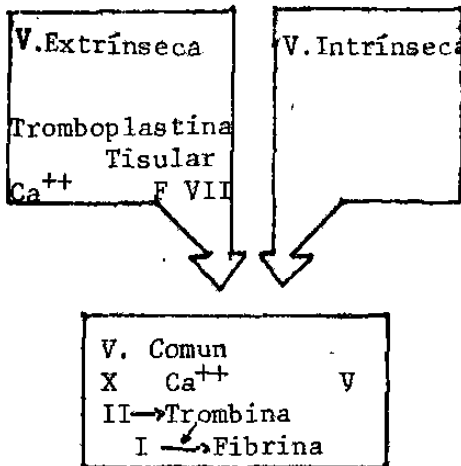 V.Extrínseca
Tromboplastina
Tisular
Ca++ F VII
V.Intrínseca
V. Comun
X Ca++ V
II→Trombina
I →Fibrina